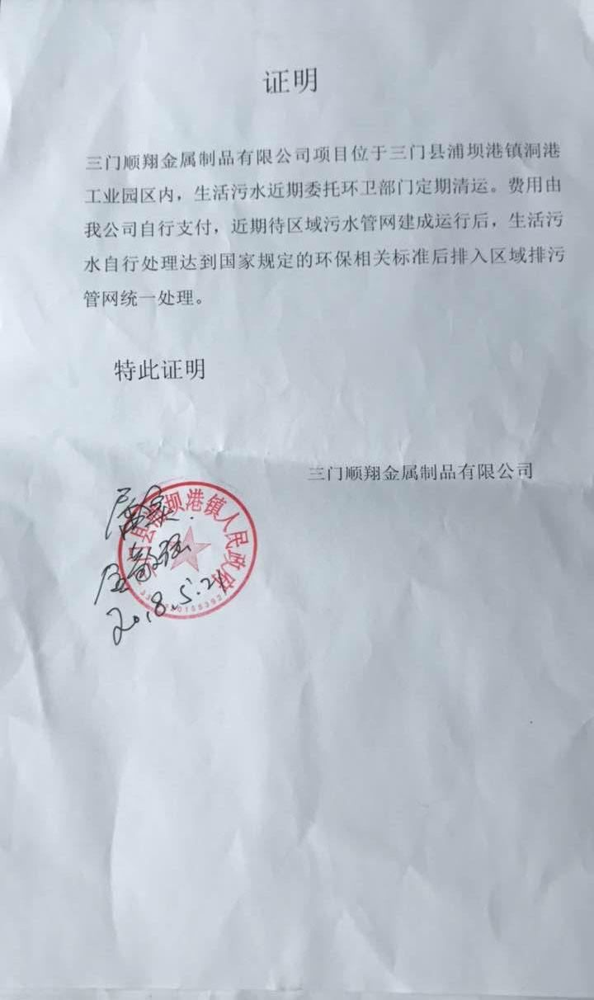 证明
三门顺翔金属制品有限公司项目位于三门县浦坝港镇洞港
工业园区内，生活污水近期委托环卫部门定期清运。费用由
我公司自行支付，近期待区域污水管网建成运行后，生活污
水自行处理达到国家规定的环保相关标准后排入区域排污
管网统一处理。
特此证明
三门顺翔金属制品有限公司
县浦坝港镇人民政府
属实.
2018.5.21